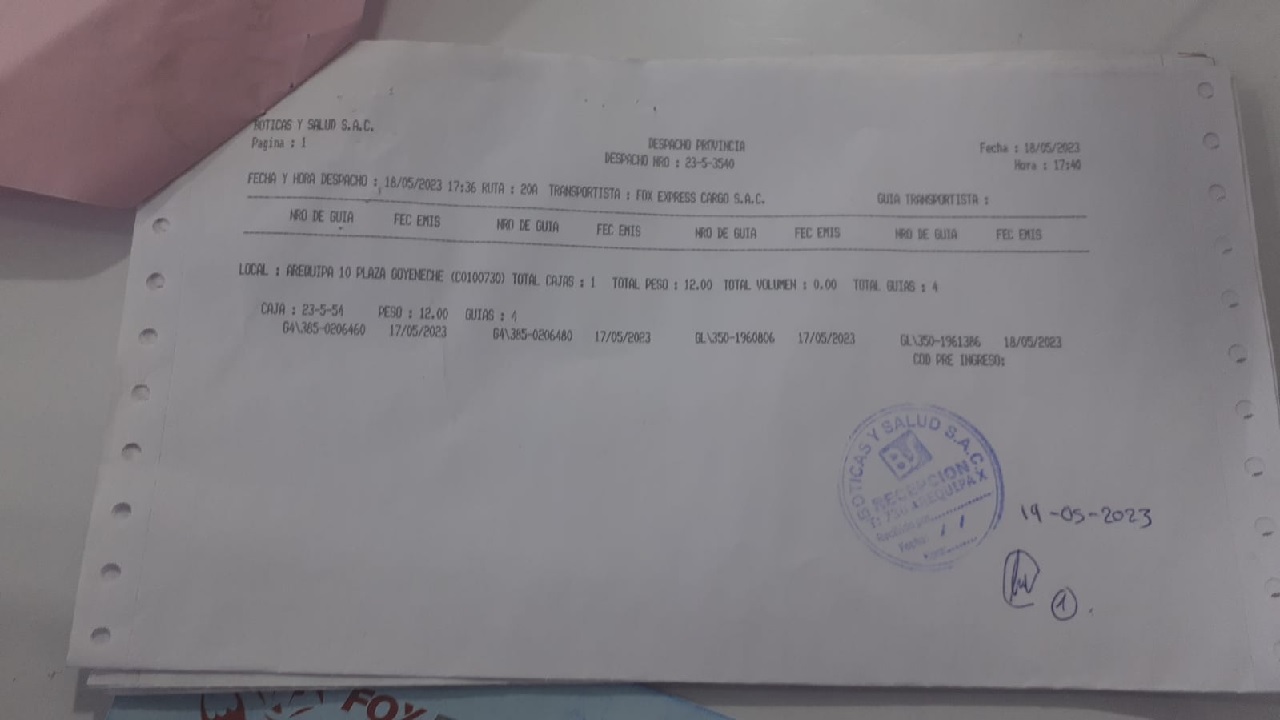 BOTICAS Y SALUD S.A.C.
Pagina : 1
DESPACHO PROVINCIA
DESPACHO NRO : 23-5-3540
Fecha : 18/05/2023
Hora : 17:40
FECHA Y HORA DESPACHO : 18/05/2023 17:36 RUTA : 20A TRANSPORTISTA : FOX EXPRESS CARGO S.A.C. GUIA TRANSPORTISTA :
NRO DE GUIA FEC EMIS NRO DE GUIA FEC EMIS NRO DE GUIA FEC EMIS NRO DE GUIA FEC EMIS
LOCAL : AREQUIPA 10 PLAZA GOYENECHE (C0100730) TOTAL CAJAS : 1 TOTAL PESO : 12.00 TOTAL VOLUMEN : 0.00 TOTAL GUIAS : 4
CAJA : 23-5-54 PESO : 12.00 GUIAS : 4
G4\385-0206460 17/05/2023 G4\385-0206480 17/05/2023 GL\350-1960806 17/05/2023 GL\350-1961386 18/05/2023
COD PRE INGRESO:
BOTICAS Y SALUD S.A.C.
RECEPCION
AREQUIPA X
Recibido por
Fecha: / /
19-05-2023
1
FOX